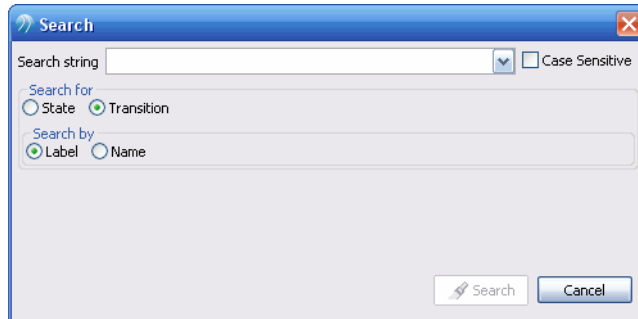 Search
Search string Case Sensitive
Search for
State Transition
Search by
Label Name
Search Cancel